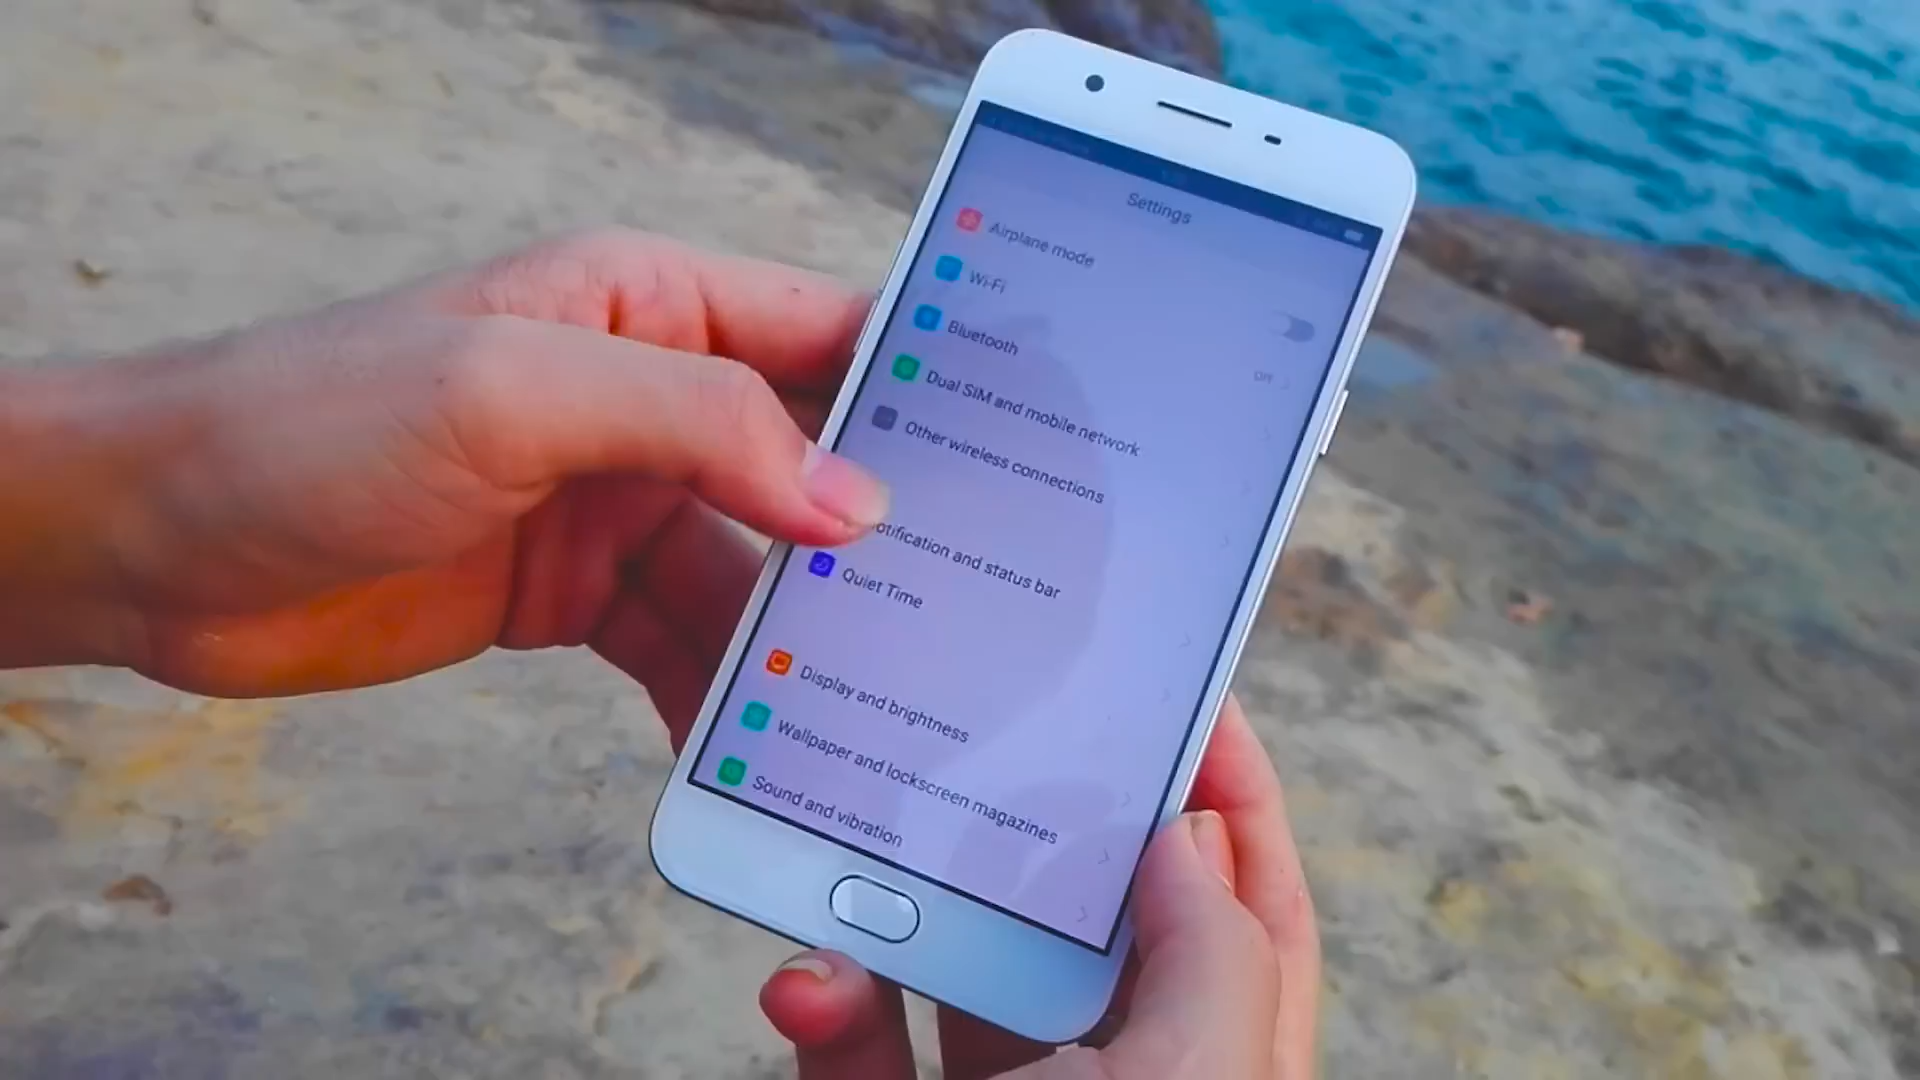 Settings
Airplane mode
Wi-Fi
Off
Bluetooth
Dual SIM and mobile network
Other wireless connections
otification and status bar
Quiet Time
Display and brightness
Wallpaper and lockscreen magazines
Sound and vibration